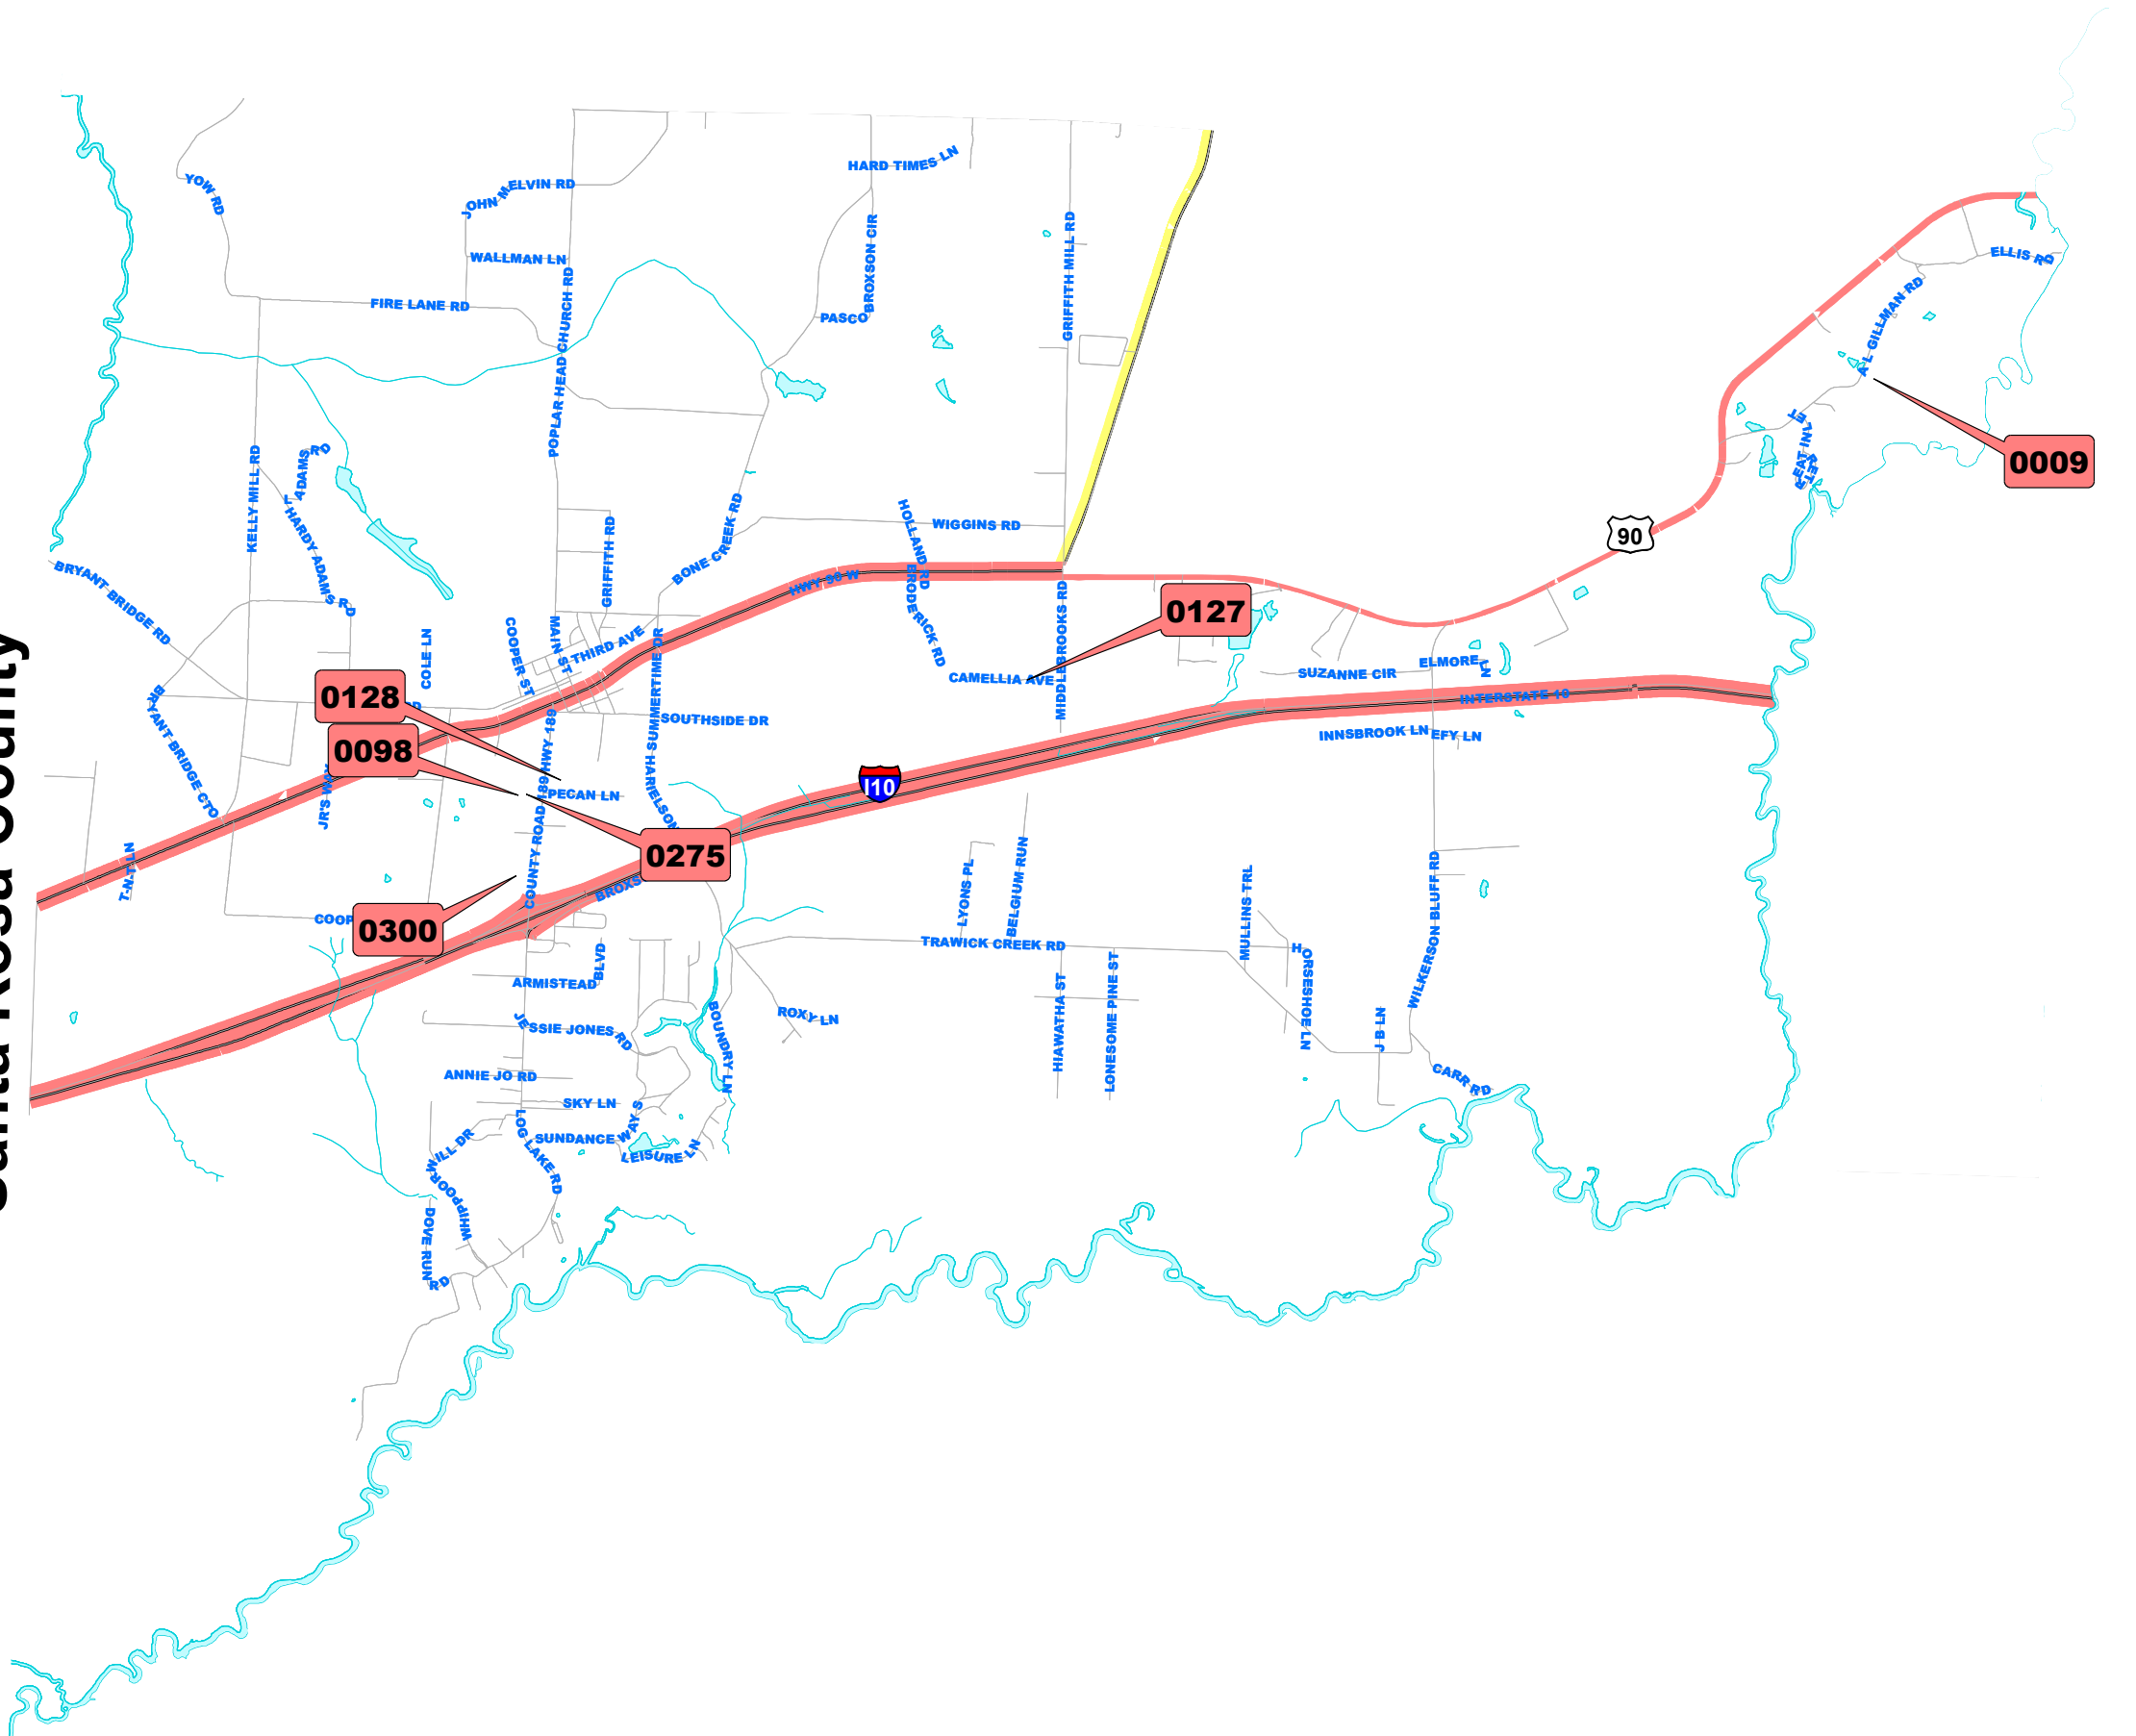 HARD TIMES LN
YOW RD
JOHN MELVIN RD
WALLMAN LN
ELLIS RD
BROXSON CIR
GRIFFITH MILL RD
POPLAR HEAD CHURCH RD
FIRE LANE RD
PASCO
A L GILLMAN RD
0009
KELLY MILL RD
ADAMS RD
L HARDY ADAMS RD
GRIFFITH RD
BONE CREEK RD
HOLLAND RD
WIGGINS RD
90
BRYANT BRIDGE RD
HWY 90 W
BRODERICK RD
0127
MIDDLEBROOKS RD
COLE LN
COOPER ST
MAIN ST
THIRD AVE
SUMMERTIME DR
CAMELLIA AVE
SUZANNE CIR
ELMORE LN
INTERSTATE 10
0128
RD
SOUTHSIDE DR
INNSBROOK LN
EFY LN
BRYANT BRIDGE CTO
0098
HWY 189
HARIELSON
I10
PECAN LN
JR'S WAY
COUNTY ROAD 189
T-N-T LN
0275
BROXS
LYONS PL
BELGIUM RUN
MULLINS TRL
WILKERSON BLUFF RD
COOP
0300
TRAWICK CREEK RD
HORSESHOE LN
ARMISTEAD BLVD
BOUNDRY LN
ROXY LN
HIAWATHA ST
LONESOME PINE ST
J B LN
JESSIE JONES RD
ANNIE JO RD
CARR RD
SKY LN
LOG LAKE RD
SUNDANCE WAY S
LEISURE LN
WHIPPOORWILL DR
DOVE RUN RD